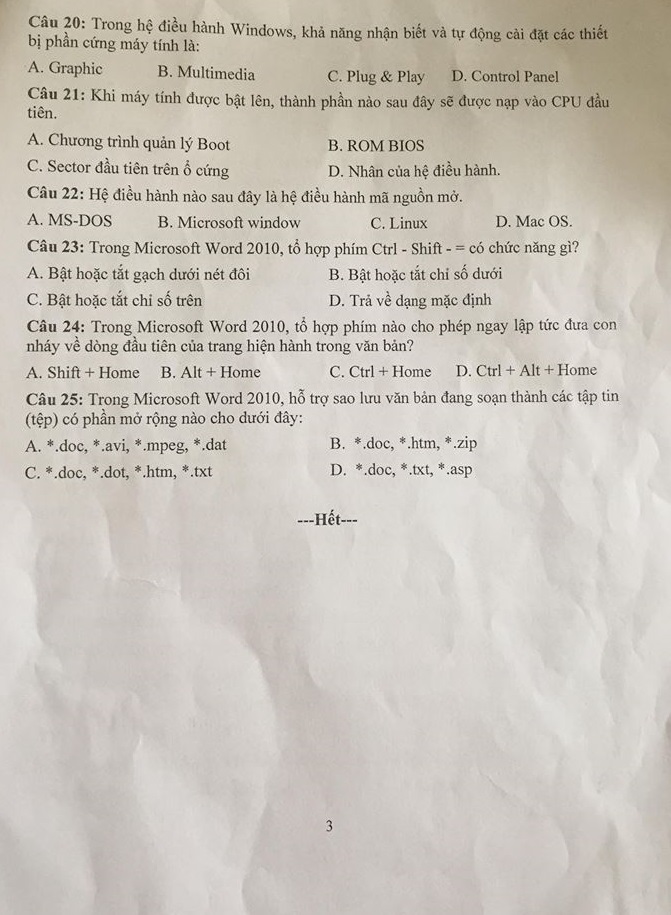 Câu 20: Trong hệ điều hành Windows, khả năng nhận biết và tự động cài đặt các thiết
bị phần cứng máy tính là:
A. Graphic B. Multimedia C. Plug & Play D. Control Panel
Câu 21: Khi máy tính được bật lên, thành phần nào sau đây sẽ được nạp vào CPU đầu
tiên.
A. Chương trình quản lý Boot B. ROM BIOS
C. Sector đầu tiên trên ổ cứng D. Nhân của hệ điều hành.
Câu 22: Hệ điều hành nào sau đây là hệ điều hành mã nguồn mở.
A. MS-DOS B. Microsoft window C. Linux D. Mac OS.
Câu 23: Trong Microsoft Word 2010, tổ hợp phím Ctrl - Shift - = có chức năng gì?
A. Bật hoặc tắt gạch dưới nét đôi B. Bật hoặc tắt chỉ số dưới
C. Bật hoặc tắt chỉ số trên D. Trả về dạng mặc định
Câu 24: Trong Microsoft Word 2010, tổ hợp phím nào cho phép ngay lập tức đưa con
nháy về dòng đầu tiên của trang hiện hành trong văn bản?
A. Shift + Home B. Alt + Home C. Ctrl + Home D. Ctrl + Alt + Home
Câu 25: Trong Microsoft Word 2010, hỗ trợ sao lưu văn bản đang soạn thành các tập tin
(tệp) có phần mở rộng nào cho dưới đây:
A. *.doc, *.avi, *.mpeg, *.dat B. *.doc, *.htm, *.zip
C. *.doc, *.dot, *.htm, *.txt D. *.doc, *.txt, *.asp
---Hết---
3